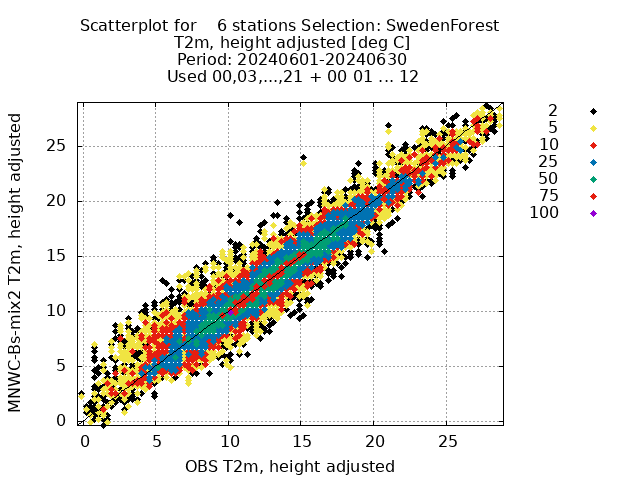 Scatterplot for 6 stations Selection: SwedenForest
T2m, height adjusted [deg C]
Period: 20240601-20240630
Used 00,03,...,21 + 00 01 ... 12
MNWC-Bs-mix2 T2m, height adjusted
25
20
15
10
5
0
0 5 10 15 20 25
OBS T2m, height adjusted
2
5
10
25
50
75
100